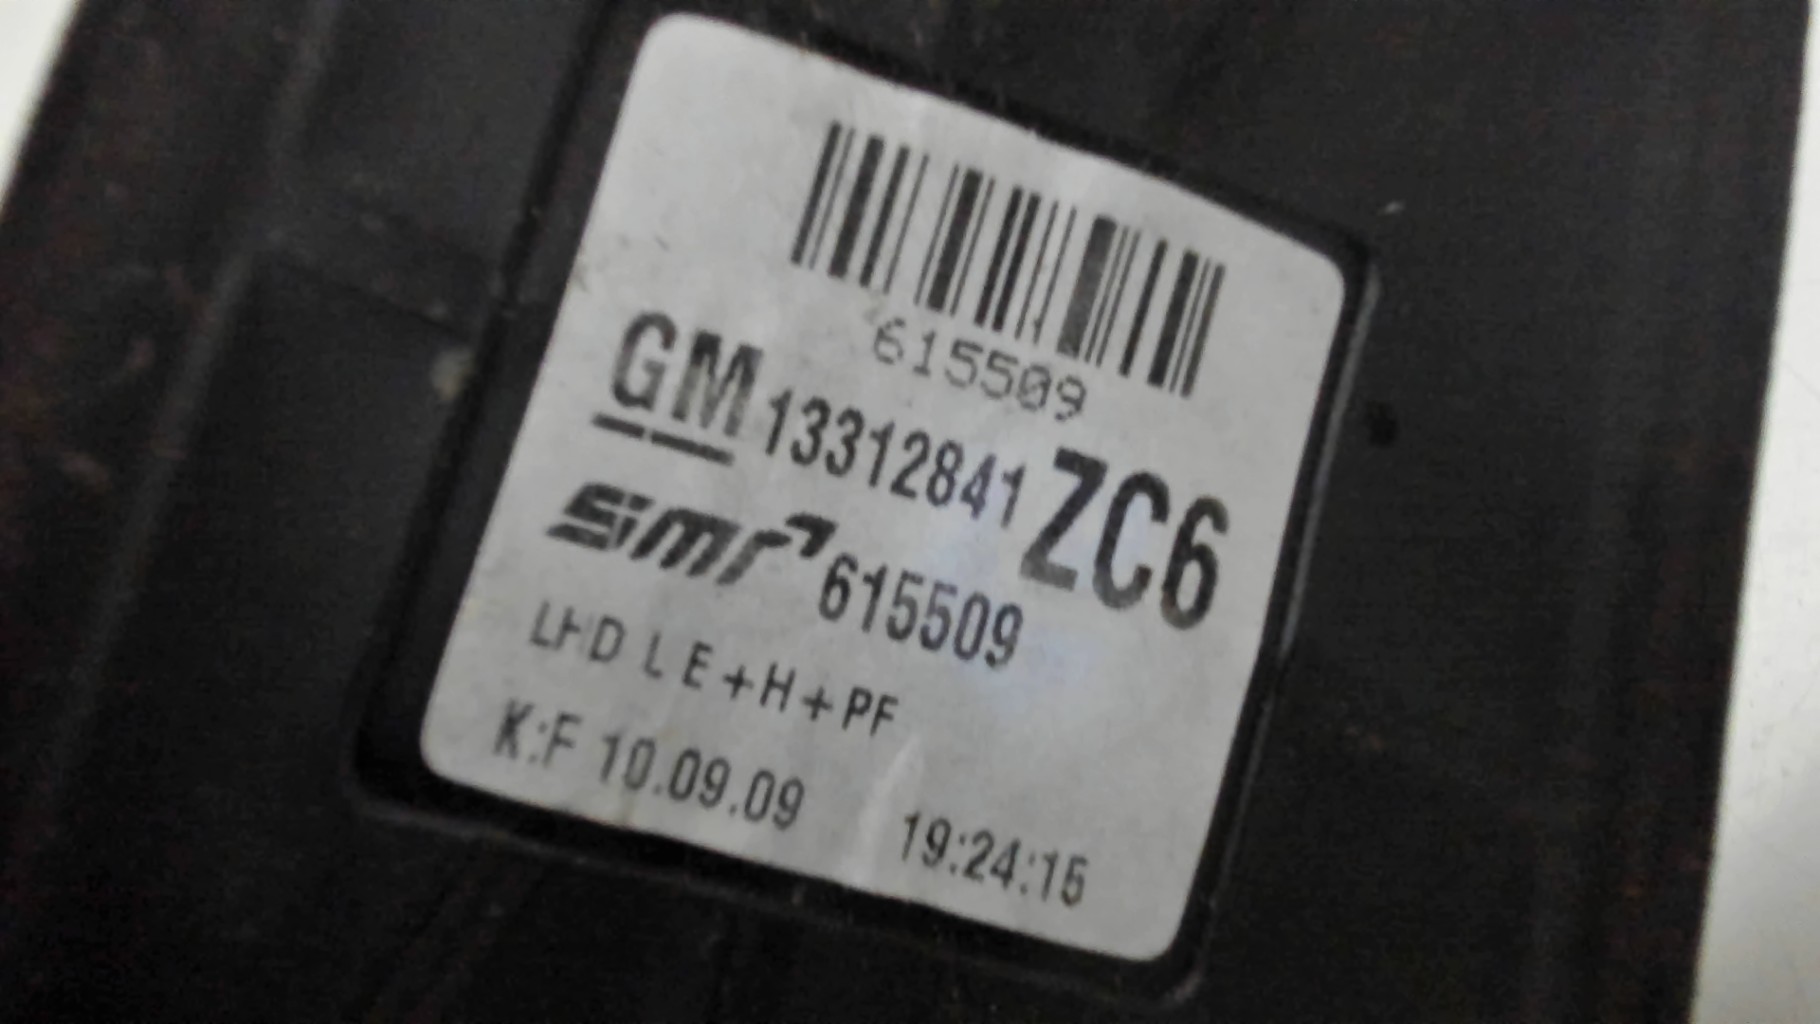 615509
GM 13312841 ZC6
smr 615509
LHD L E+H+PF
K:F 10.09.09 19:24:15